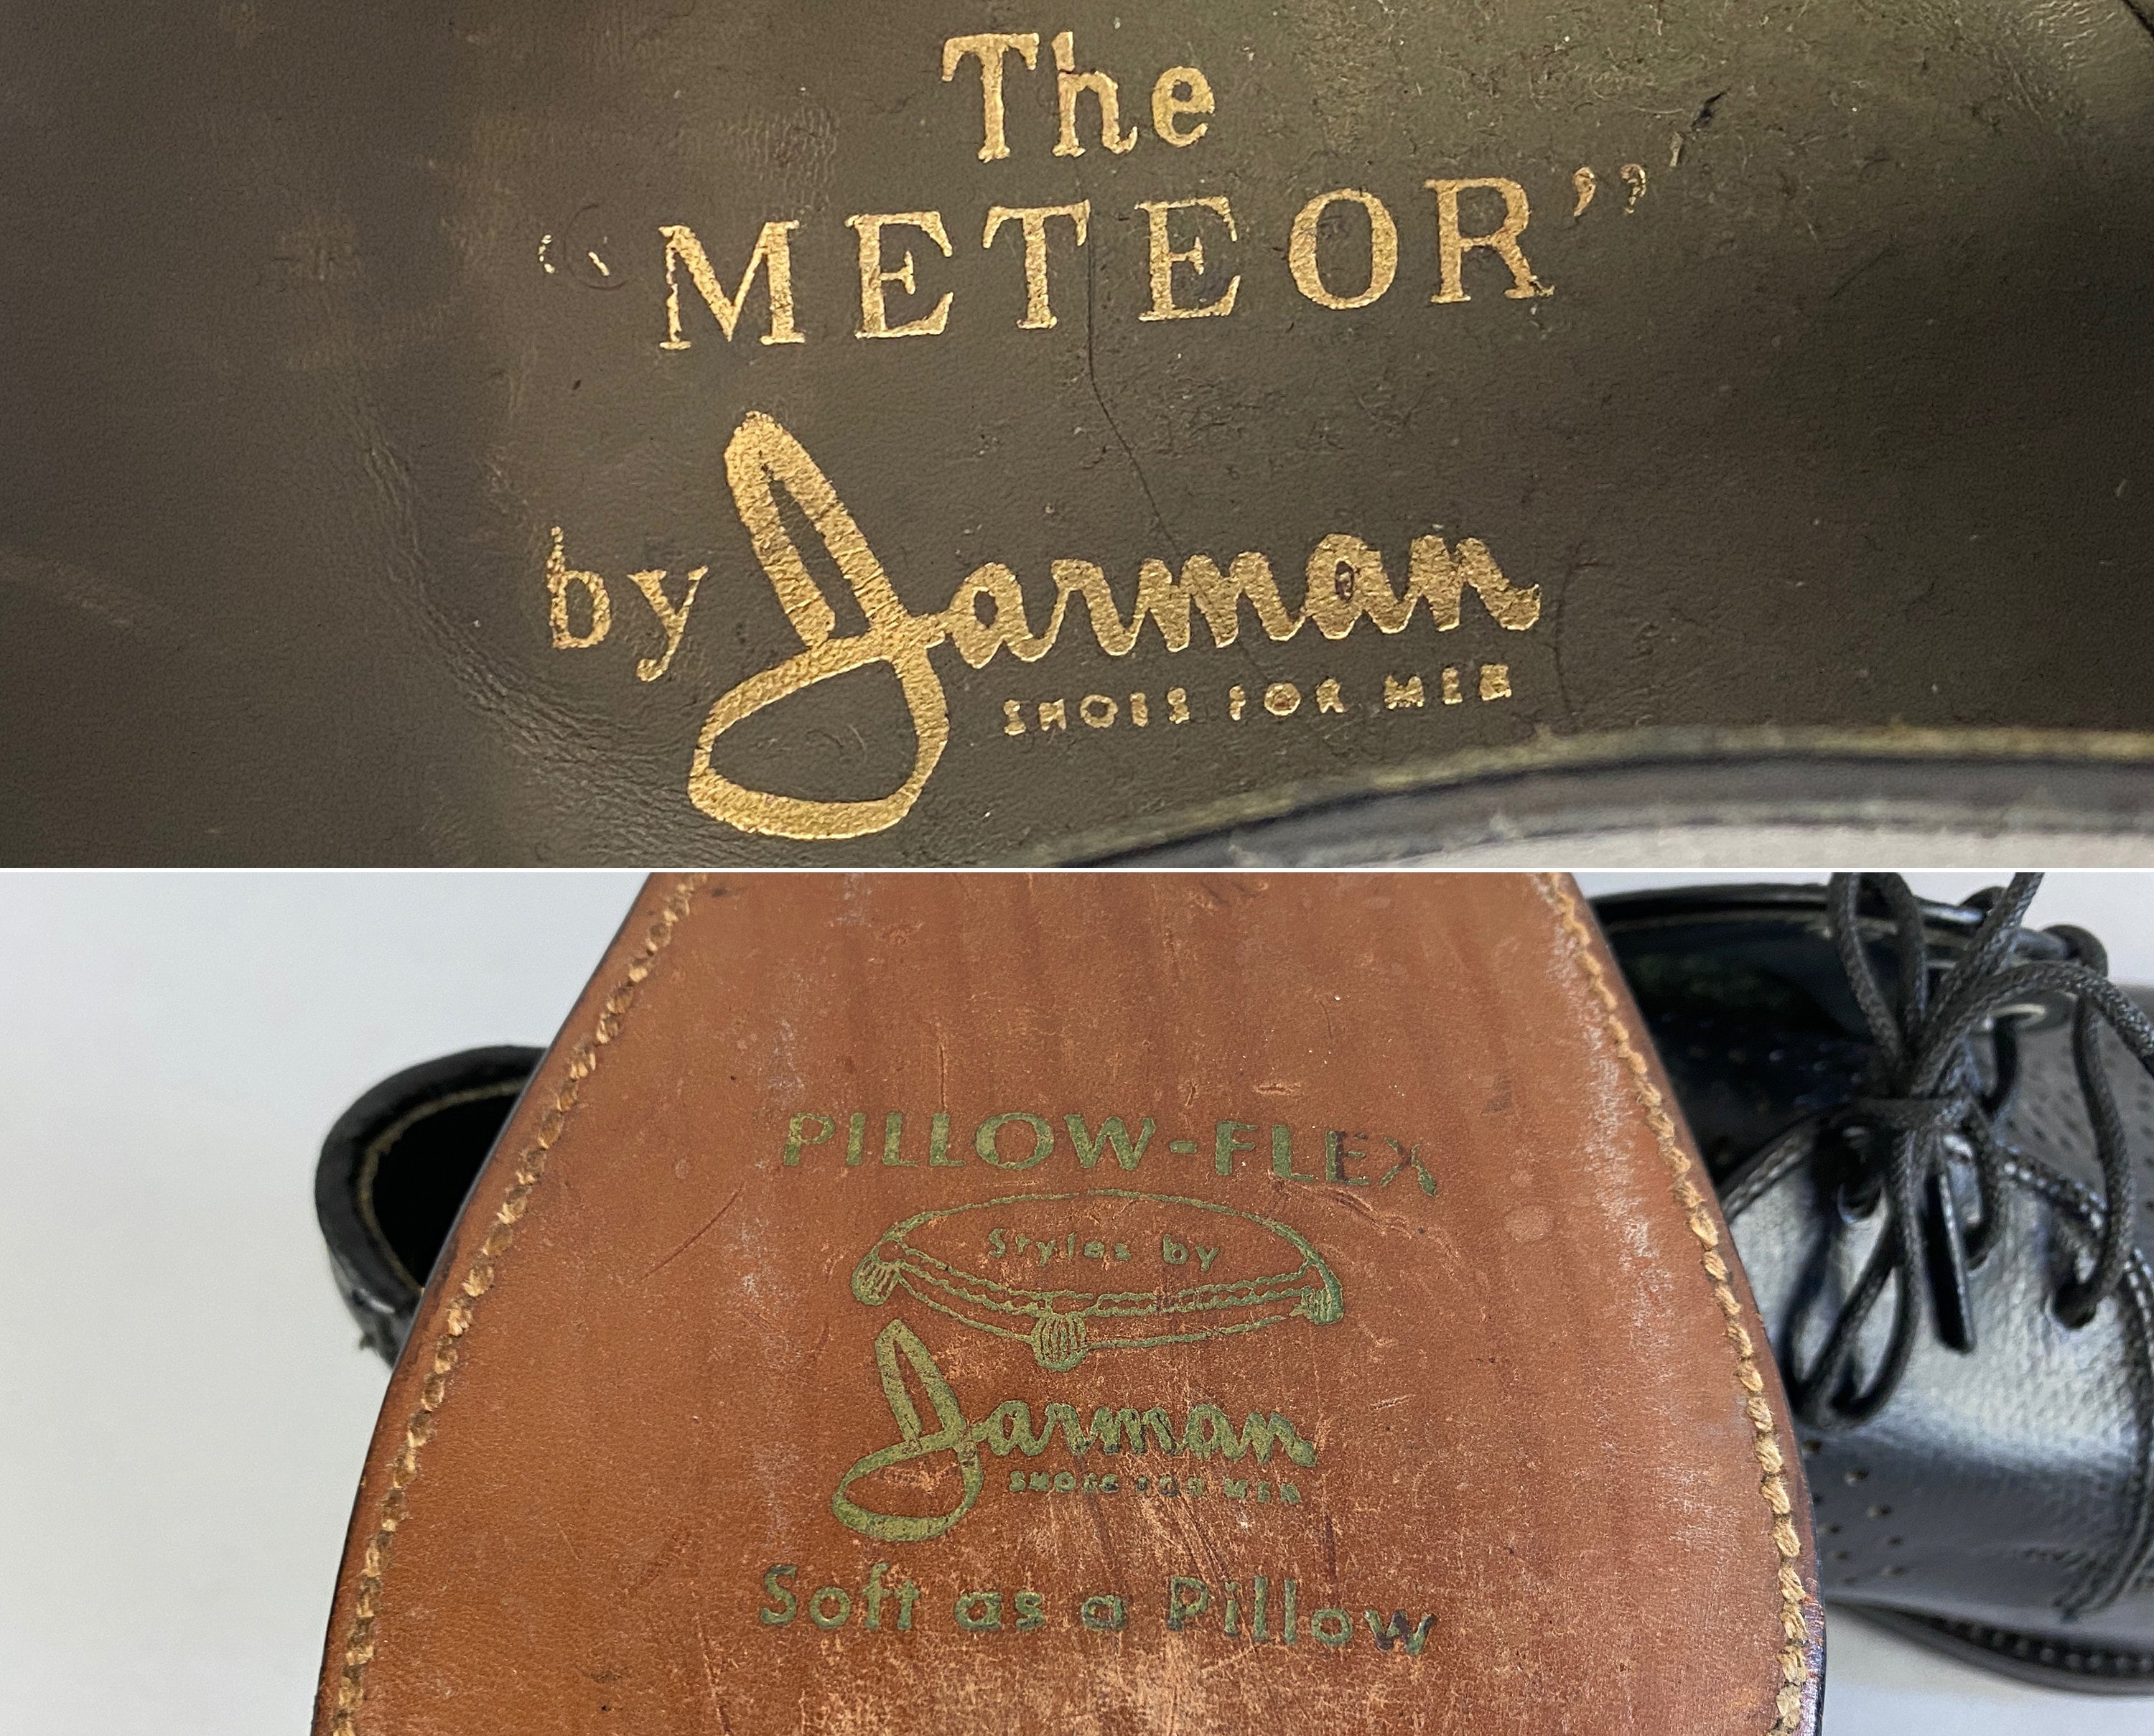 The
“METEOR”
by Jarman
SHOES FOR MEN
PILLOW-FLEX
Styles by
Jarman
SHOES FOR MEN
Soft as a Pillow